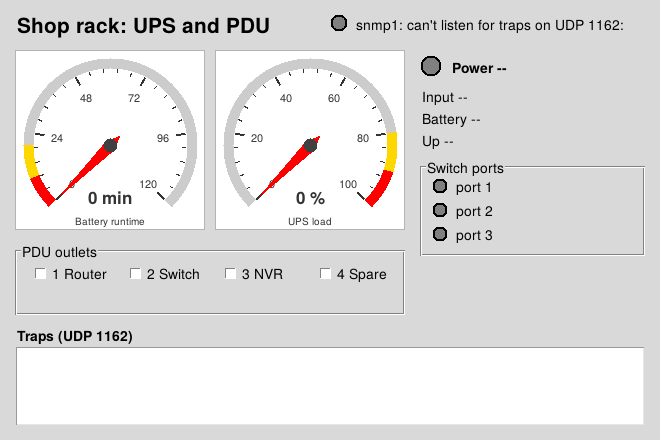 Shop rack: UPS and PDU
snmp1: can't listen for traps on UDP 1162:
0 24 48 72 96 120
0 min
Battery runtime
0 20 40 60 80 100
0 %
UPS load
Power --
Input --
Battery --
Up --
Switch ports
port 1
port 2
port 3
PDU outlets
1 Router
2 Switch
3 NVR
4 Spare
Traps (UDP 1162)